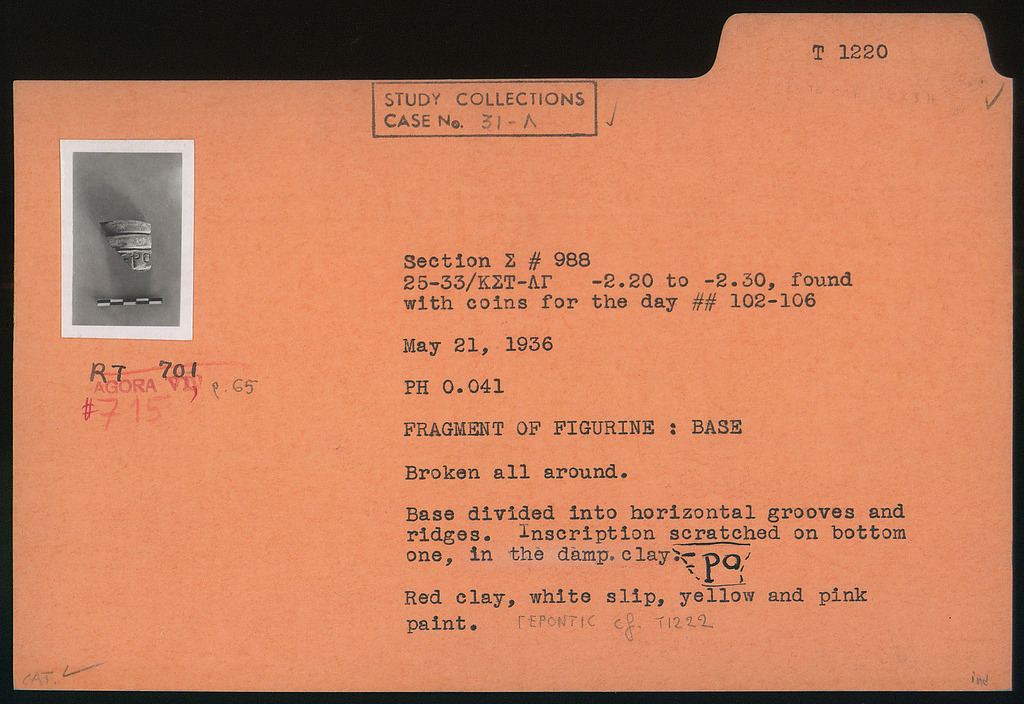 T 1220
STUDY COLLECTIONS
CASE No. 31-A
RT 701
AGORA VI, p. 65
#715
Section Σ # 988
25-33/ΚΣΤ-ΛΓ -2.20 to -2.30, found
with coins for the day ## 102-106
May 21, 1936
PH 0.041
FRAGMENT OF FIGURINE : BASE
Broken all around.
Base divided into horizontal grooves and
ridges. Inscription scratched on bottom
one, in the damp. clay: ΡΟ
Red clay, white slip, yellow and pink
paint. ΓΕΡΟΝΤΙC cf. T1222
CAT.
ind